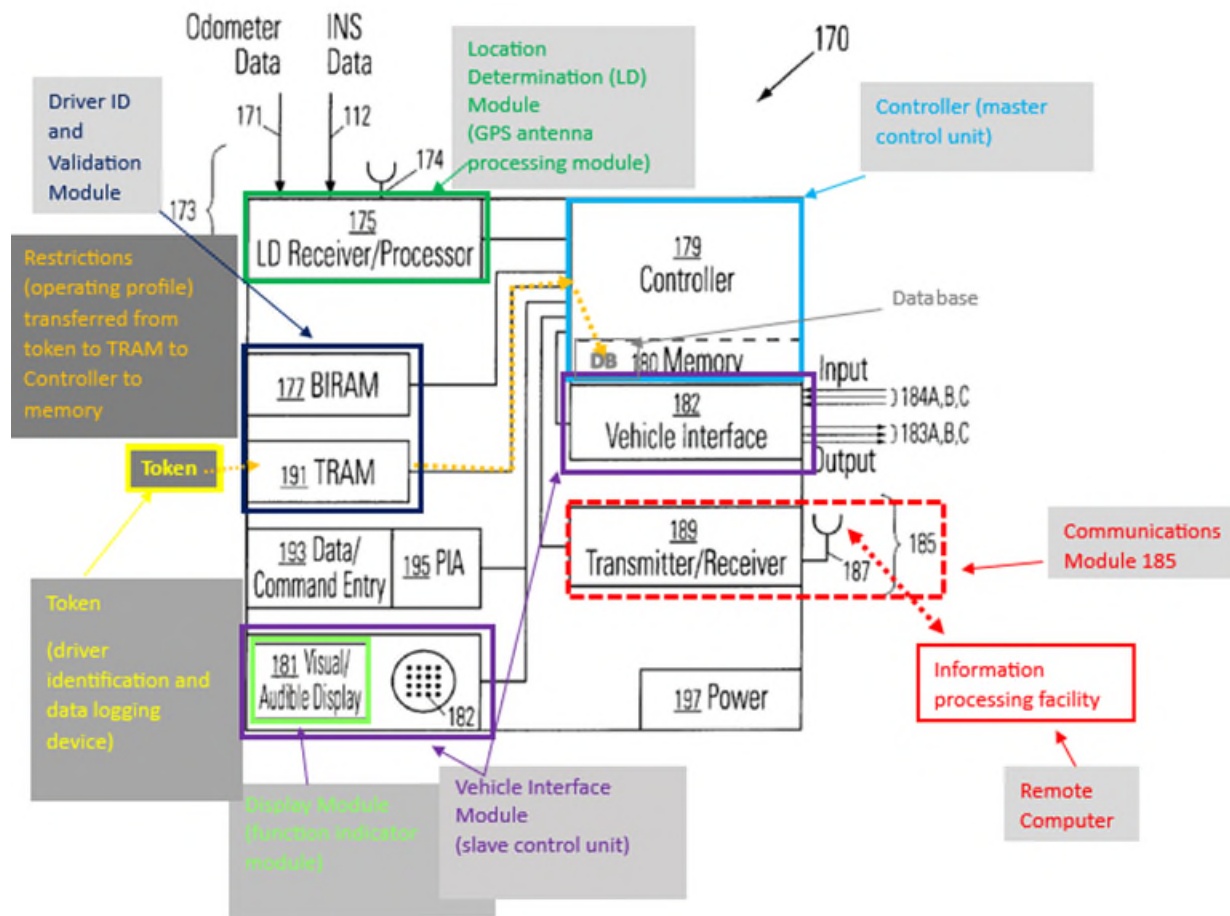 Odometer
Data
INS
Data
171
112
174
173
170
Location
Determination (LD)
Module
(GPS antenna
processing module)
Driver ID
and
Validation
Module
Controller (master
control unit)
175
LD Receiver/Processor
179
Controller
Restrictions
(operating profile)
transferred from
token to TRAM to
Controller to
memory
Database
DB
180 Memory
177 BIRAM
Input
184A,B,C
182
Vehicle Interface
183A,B,C
Output
Token
191 TRAM
189
Transmitter/Receiver
187
185
Communications
Module 185
193 Data/
Command Entry
195 PIA
Token
(driver
identification and
data logging
device)
181 Visual/
Audible Display
182
197 Power
Information
processing facility
Display Module
(function indicator
module)
Vehicle Interface
Module
(slave control unit)
Remote
Computer